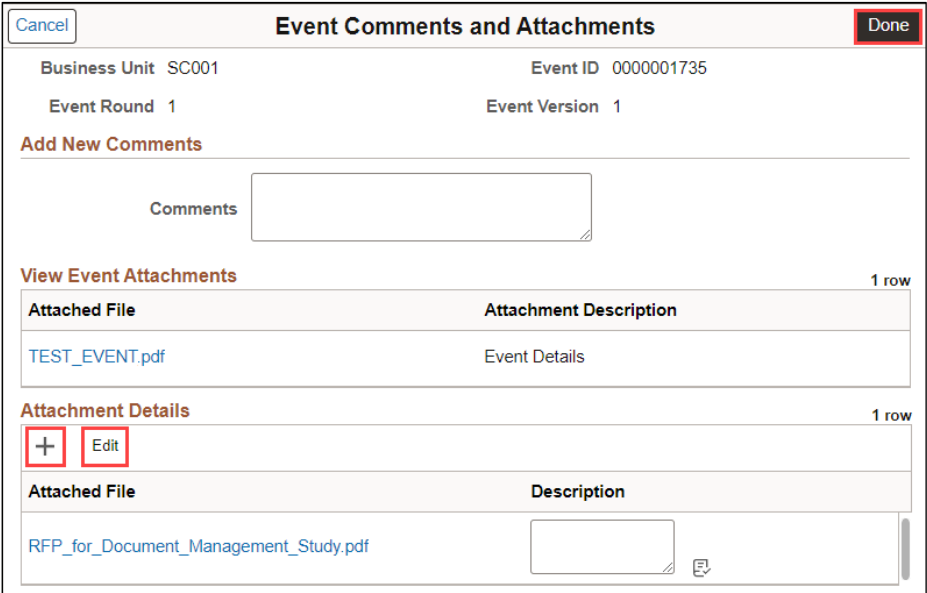 Cancel Event Comments and Attachments Done
Business Unit SC001 Event ID 0000001735
Event Round 1 Event Version 1
Add New Comments
Comments
View Event Attachments 1 row
Attached File Attachment Description
TEST_EVENT.pdf Event Details
Attachment Details 1 row
+ Edit
Attached File Description
RFP_for_Document_Management_Study.pdf